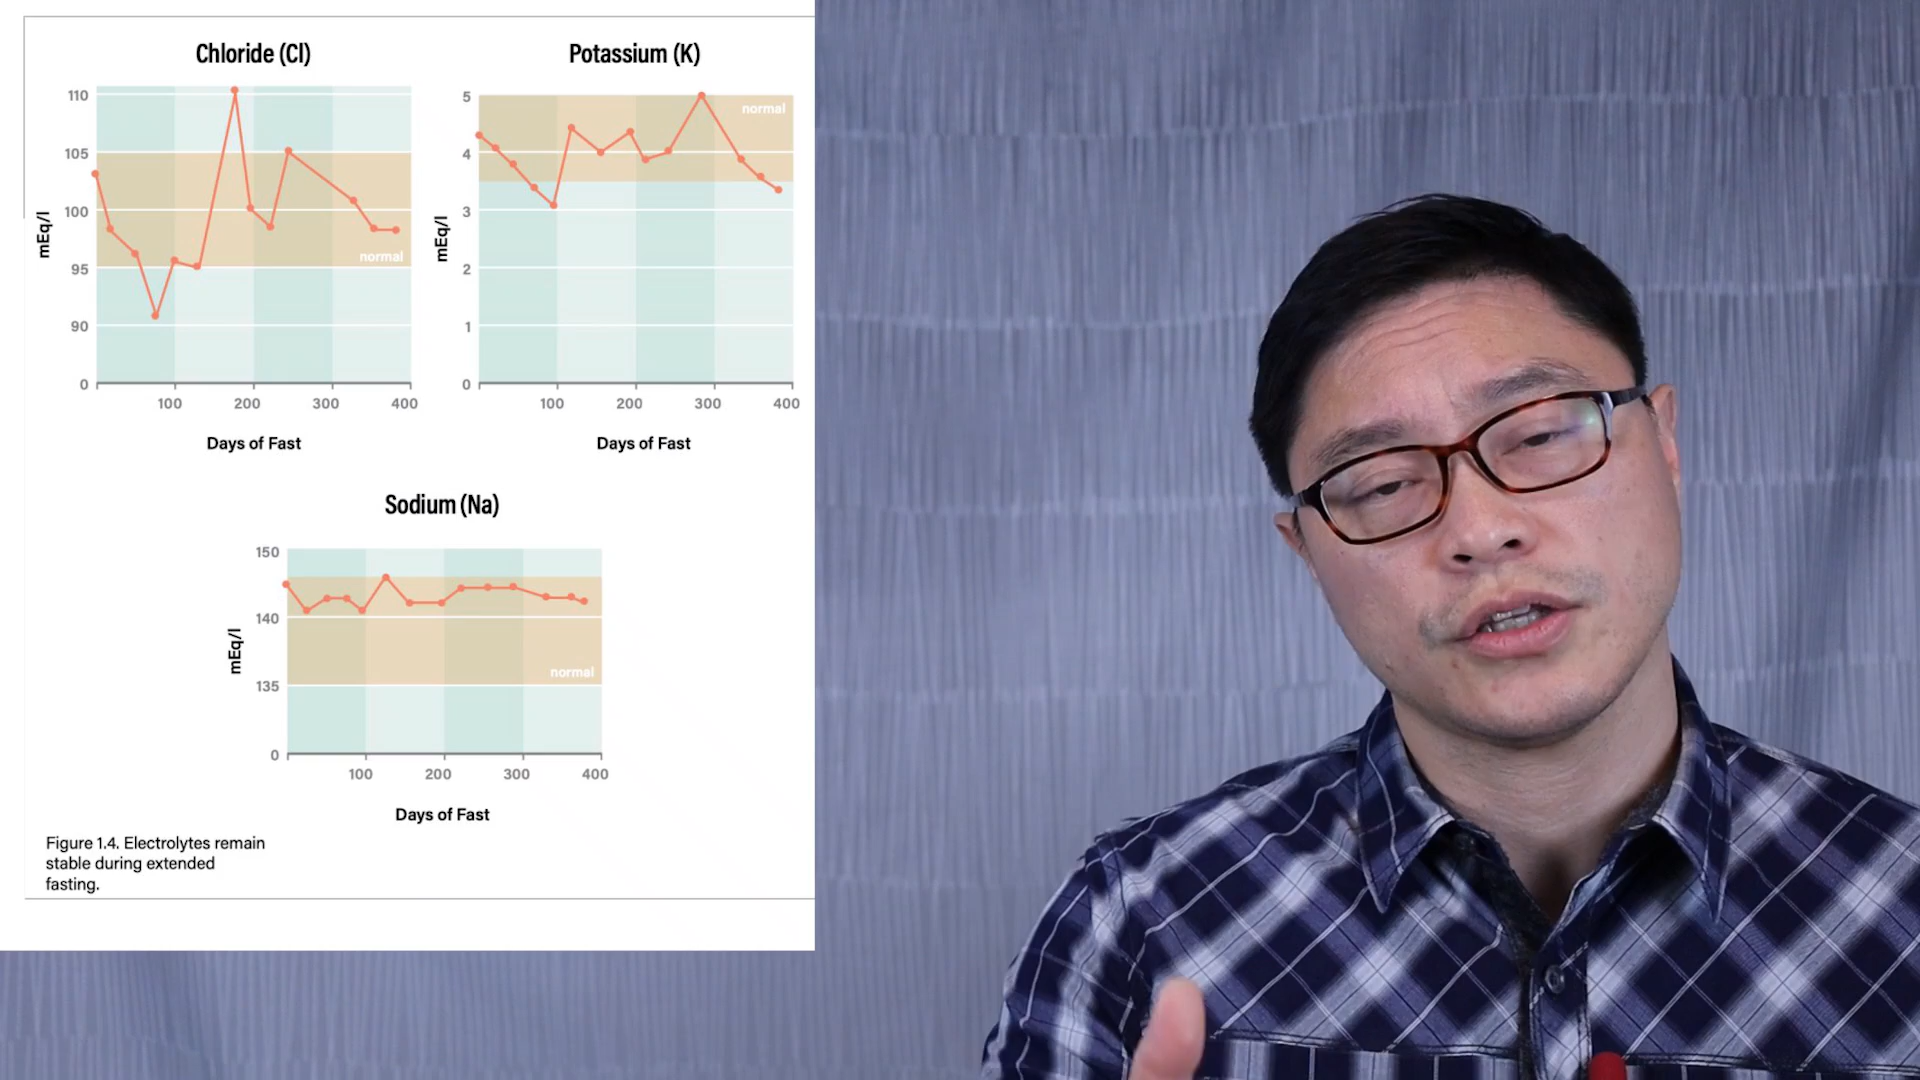 Chloride (Cl)
110
105
100
95
90
0
mEq/l
normal
100 200 300 400
Days of Fast
Potassium (K)
5
4
3
2
1
0
mEq/l
normal
100 200 300 400
Days of Fast
Sodium (Na)
150
140
135
0
mEq/l
normal
100 200 300 400
Days of Fast
Figure 1.4. Electrolytes remain
stable during extended
fasting.